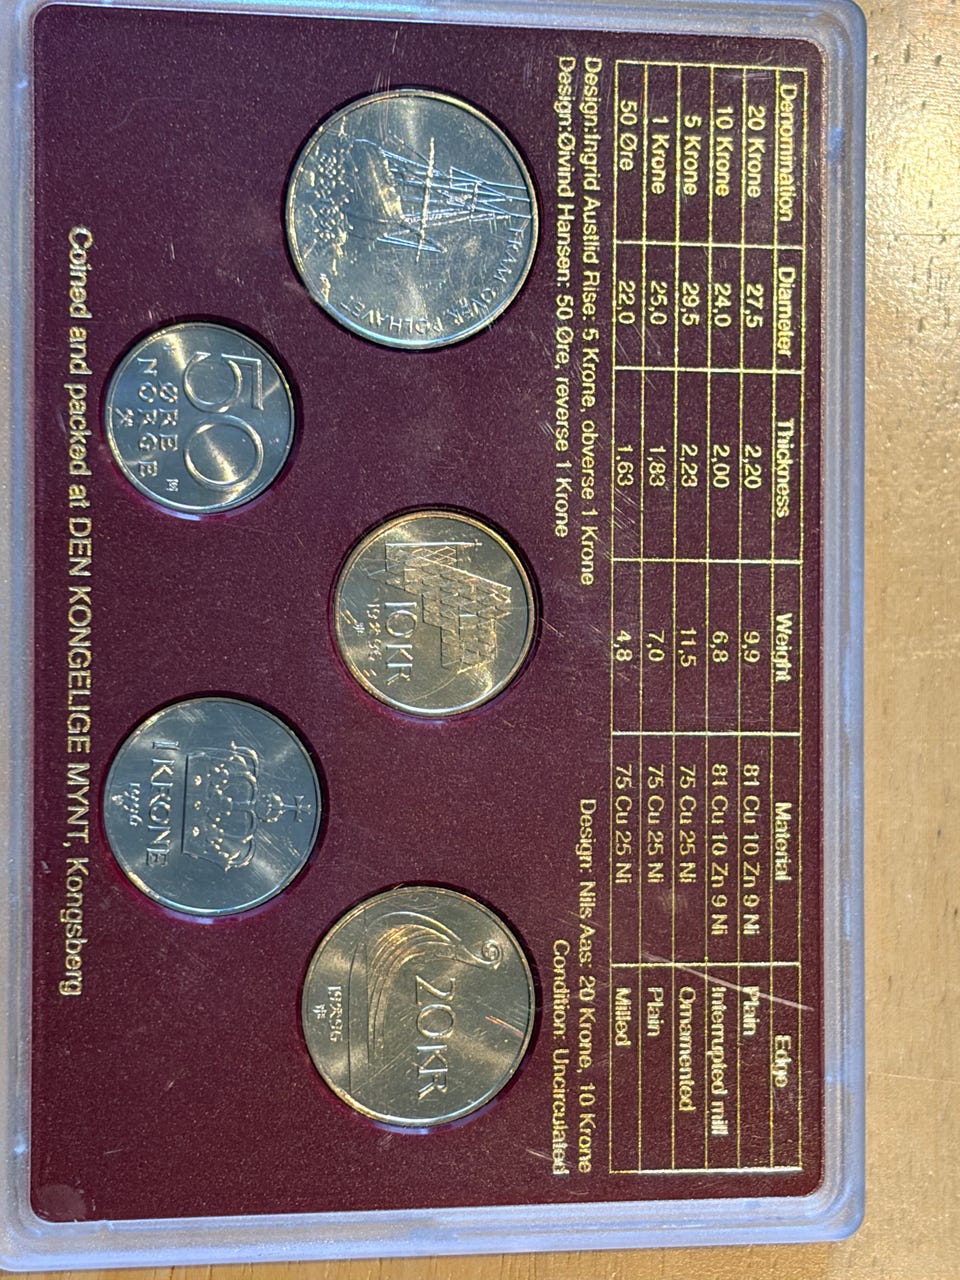 Denomination Diameter Thickness Weight Material Edge
20 Krone 27,5 2,20 9,9 81 Cu 10 Zn 9 Ni Plain
10 Krone 24,0 2,00 6,8 81 Cu 10 Zn 9 Ni Interrupted mill
5 Krone 29,5 2,23 11,5 75 Cu 25 Ni Ornamented
1 Krone 25,0 1,83 7,0 75 Cu 25 Ni Plain
50 Øre 22,0 1,63 4,8 75 Cu 25 Ni Milled
Design:Ingrid Austlid Rise: 5 Krone, obverse 1 Krone Design: Nils Aas: 20 Krone, 10 Krone
Design:Øivind Hansen: 50 Øre, reverse 1 Krone Condition: Uncirculated
FRAM OVER POLHAVET
10 KR
20 KR
50
ØRE
NORGE
1 KRONE
Coined and packed at DEN KONGELIGE MYNT, Kongsberg